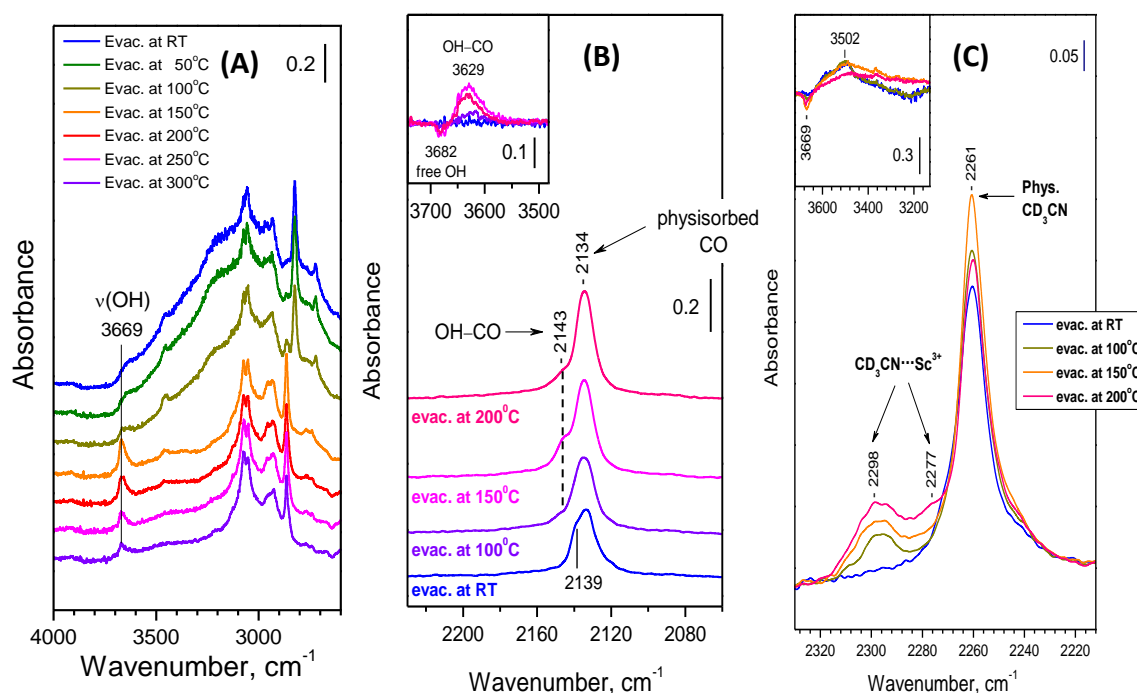 Evac. at RT
Evac. at 50°C
Evac. at 100°C
Evac. at 150°C
Evac. at 200°C
Evac. at 250°C
Evac. at 300°C
(A)
0.2
ν(OH)
3669
Absorbance
4000
3500
3000
Wavenumber, cm⁻¹
(B)
OH–CO
3629
3682
free OH
0.1
3700
3600
3500
physisorbed
CO
2134
0.2
OH–CO
2143
evac. at 200°C
evac. at 150°C
evac. at 100°C
evac. at RT
2139
Absorbance
2200
2140
2120
2060
Wavenumber, cm⁻¹
(C)
3502
3669
0.3
3600
3400
3200
0.05
2261
Phys.
CD₃CN
evac. at RT
evac. at 100°C
evac. at 150°C
evac. at 200°C
CD₃CN···Sc³⁺
2298
2277
Absorbance
2320
2300
2280
2260
2240
2220
Wavenumber, cm⁻¹